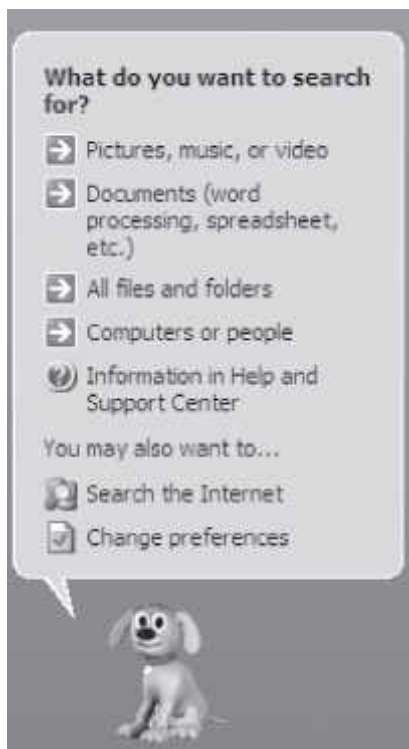 What do you want to search
for?
Pictures, music, or video
Documents (word
processing, spreadsheet,
etc.)
All files and folders
Computers or people
Information in Help and
Support Center
You may also want to...
Search the Internet
Change preferences